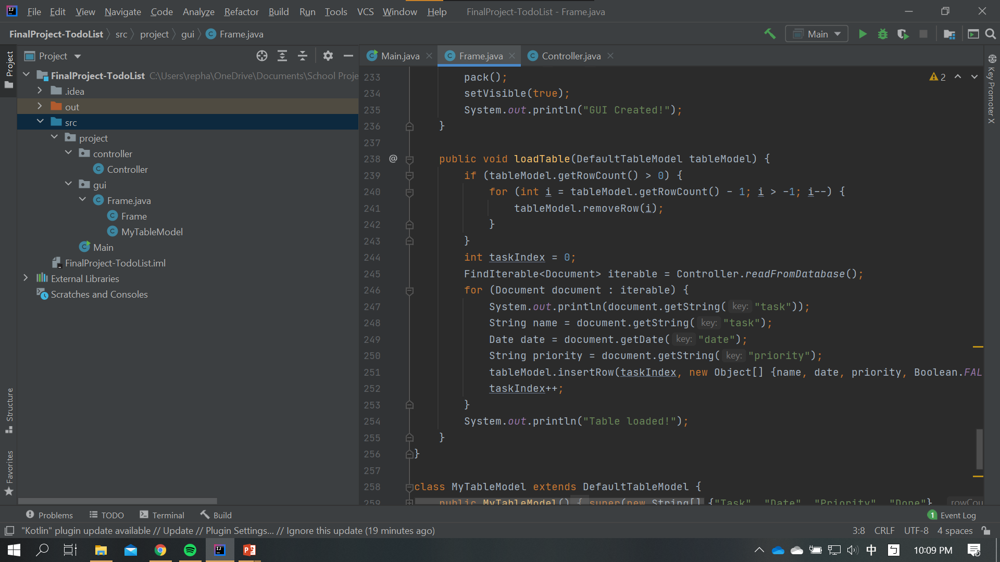 File Edit View Navigate Code Analyze Refactor Build Run Tools VCS Window Help FinalProject-TodoList - Frame.java
FinalProject-TodoList src project gui Frame.java Main
Project
Project
Main.java Frame.java Controller.java
FinalProject-TodoList C:\Users\repha\OneDrive\Documents\School Proje
.idea
out
src
project
controller
Controller
gui
Frame.java
Frame
MyTableModel
Main
FinalProject-TodoList.iml
External Libraries
Scratches and Consoles
Structure
Favorites
2
Key Promoter X
233 pack();
234 setVisible(true);
235 System.out.println("GUI Created!");
236 }
237
238 @ public void loadTable(DefaultTableModel tableModel) {
239 if (tableModel.getRowCount() > 0) {
240 for (int i = tableModel.getRowCount() - 1; i > -1; i--) {
241 tableModel.removeRow(i);
242 }
243 }
244 int taskIndex = 0;
245 FindIterable<Document> iterable = Controller.readFromDatabase();
246 for (Document document : iterable) {
247 System.out.println(document.getString( key: "task"));
248 String name = document.getString( key: "task");
249 Date date = document.getDate( key: "date");
250 String priority = document.getString( key: "priority");
251 tableModel.insertRow(taskIndex, new Object[] {name, date, priority, Boolean.FAL
252 taskIndex++;
253 }
254 System.out.println("Table loaded!");
255 }
256 }
257
258 class MyTableModel extends DefaultTableModel {
259 public MyTableModel() { super(new String[] {"Task", "Date", "Priority", "Done"}, rowCou
Problems TODO Terminal Build 1 Event Log
"Kotlin" plugin update available // Update // Plugin Settings... // Ignore this update (19 minutes ago) 3:8 CRLF UTF-8 4 spaces
中 ㄅ 10:09 PM